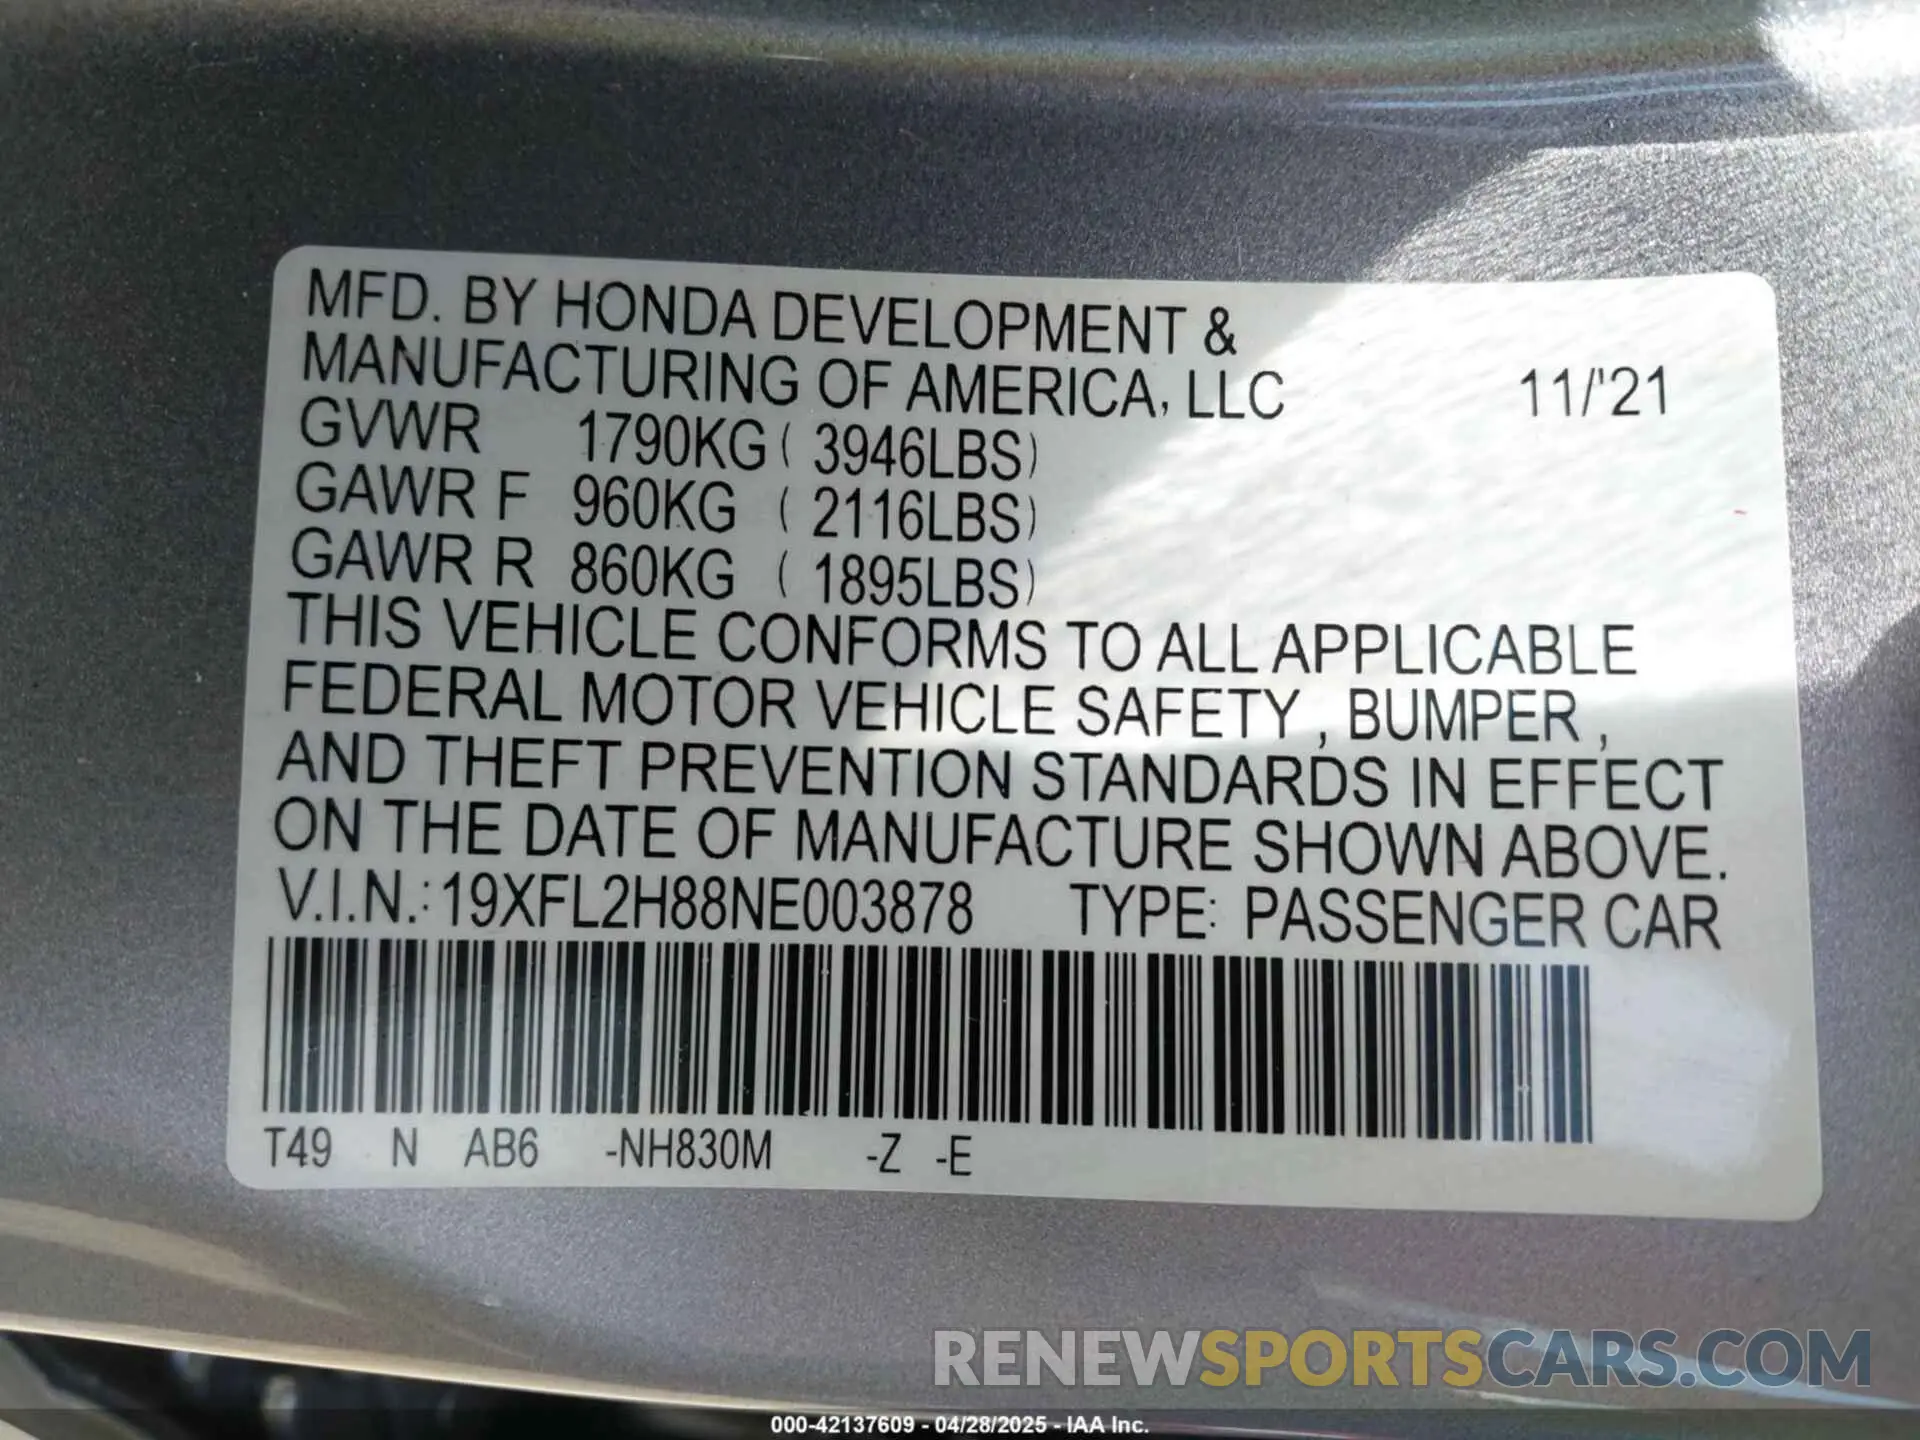 MFD. BY HONDA DEVELOPMENT &
MANUFACTURING OF AMERICA, LLC 11/'21
GVWR 1790KG ( 3946LBS)
GAWR F 960KG ( 2116LBS)
GAWR R 860KG ( 1895LBS)
THIS VEHICLE CONFORMS TO ALL APPLICABLE
FEDERAL MOTOR VEHICLE SAFETY , BUMPER ,
AND THEFT PREVENTION STANDARDS IN EFFECT
ON THE DATE OF MANUFACTURE SHOWN ABOVE.
V.I.N.: 19XFL2H88NE003878 TYPE: PASSENGER CAR
T49 N AB6 -NH830M -Z -E
RENEWSPORTSCARS.COM
000-42137609 - 04/28/2025 - IAA Inc.